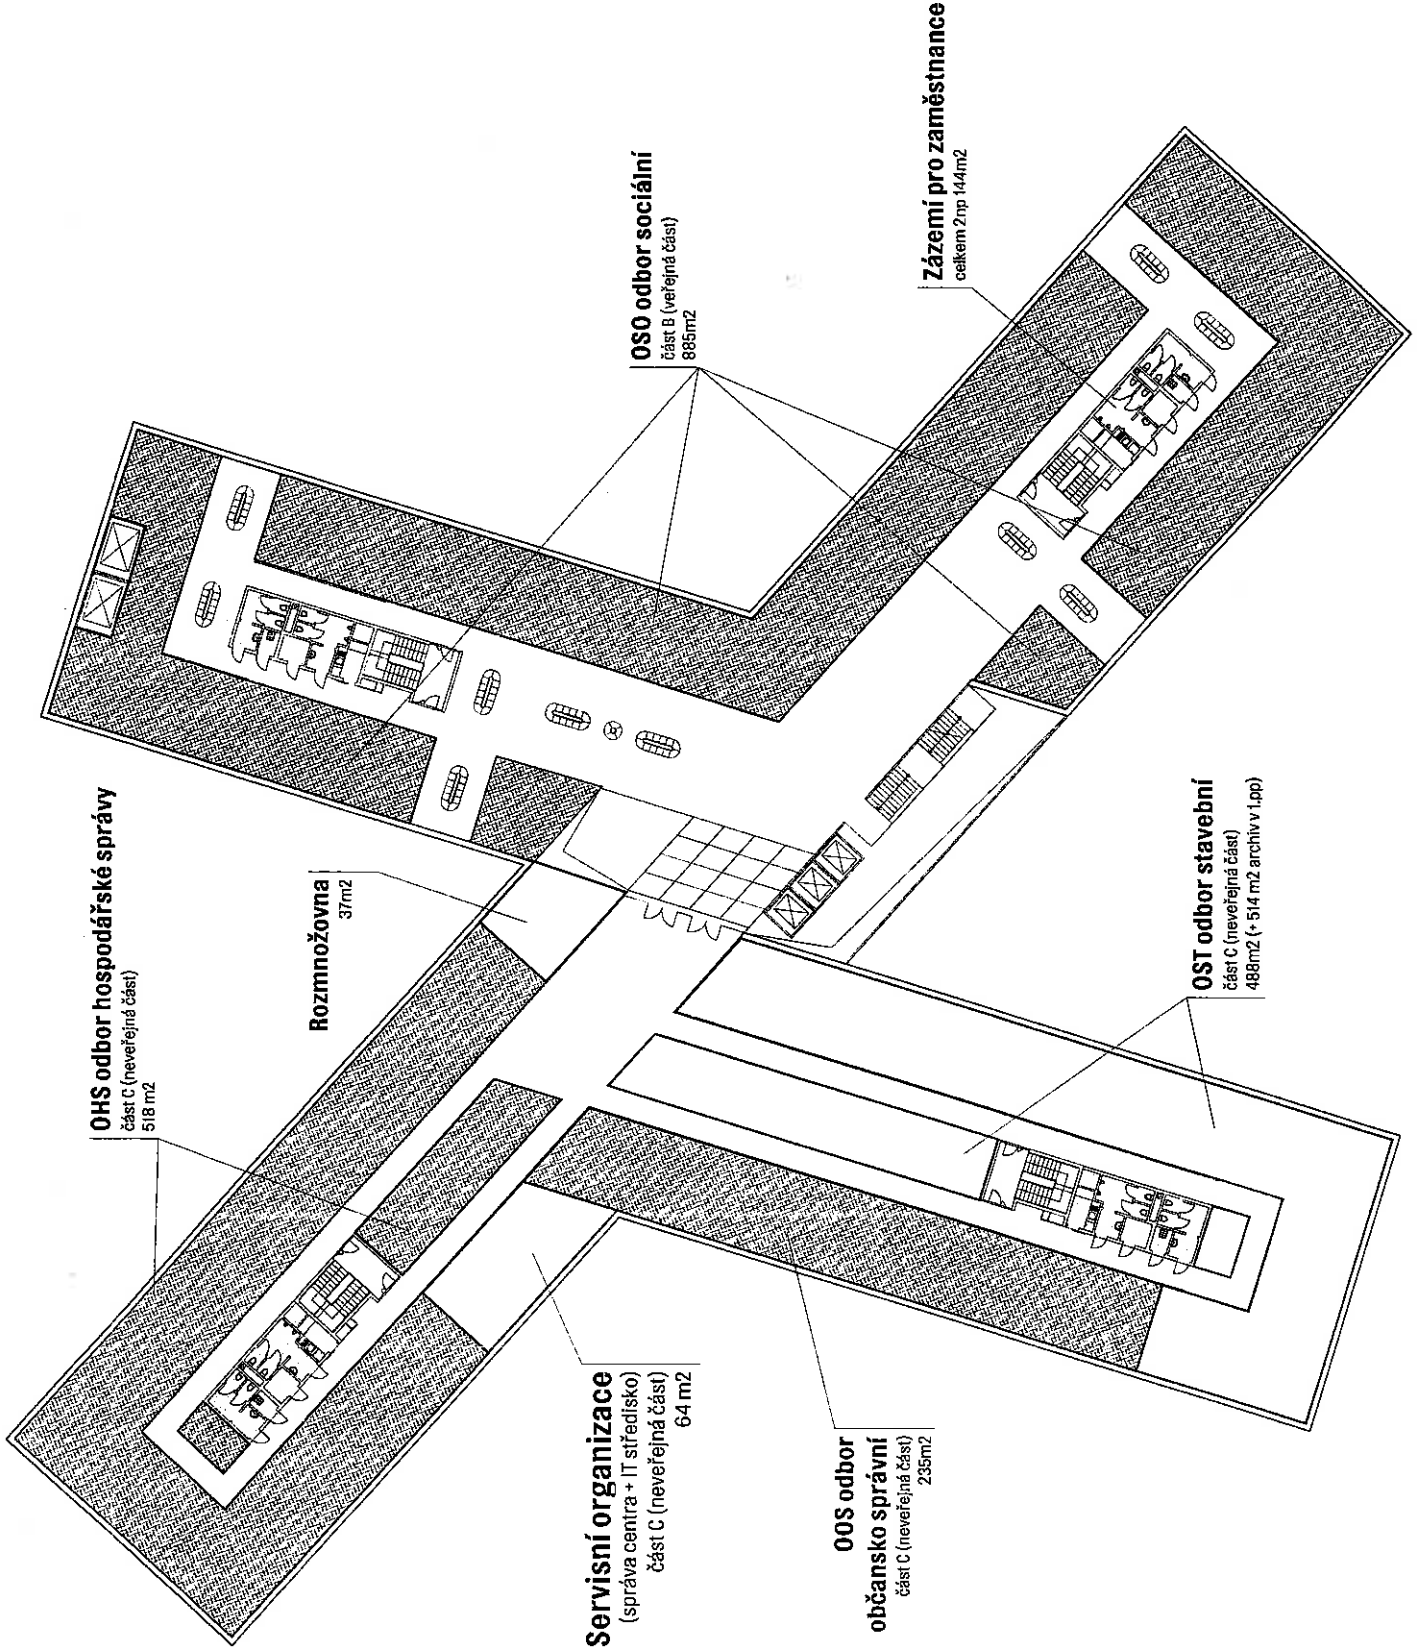 OHS odbor hospodářské správy
část C (neveřejná část)
518 m2
Rozmnožovna
37m2
OSO odbor sociální
část B (veřejná část)
885m2
Zázemí pro zaměstnance
celkem 2np 144m2
Servisní organizace
(správa centra + IT středisko)
část C (neveřejná část)
64 m2
OOS odbor
občansko správní
část C (neveřejná část)
235m2
OST odbor stavební
část C (neveřejná část)
488m2 (+ 514 m2 archiv v 1.pp)